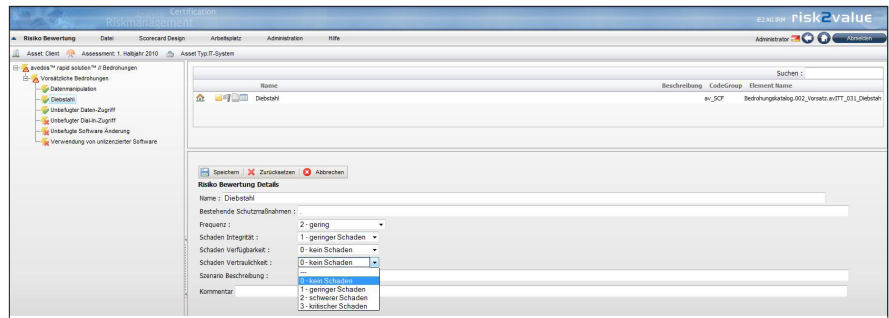 Certification
Riskmanagement
risk2value
Risiko Bewertung Datei Scorecard Design Arbeitsplatz Administration Hilfe Administrator Abmelden
Asset: Client Assessment: 1. Halbjahr 2010 Asset Typ:IT-System
avedos™ rapid solution™ // Bedrohungen
Vorsätzliche Bedrohungen
Datenmanipulation
Diebstahl
Unbefugter Daten-Zugriff
Unbefugter Dial-In-Zugriff
Unbefugte Software Änderung
Verwendung von unlizenzierter Software
Suchen :
Name Beschreibung CodeGroup Element Name
Diebstahl av_SCF Bedrohungskatalog.002_Vorsatz.avITT_031_Diebstah
Speichern Zurücksetzen Abbrechen
Risiko Bewertung Details
Name : Diebstahl
Bestehende Schutzmaßnahmen : .
Frequenz : 2 - gering
Schaden Integrität : 1 - geringer Schaden
Schaden Verfügbarkeit : 0 - kein Schaden
Schaden Vertraulichkeit : 0 - kein Schaden
---
Szenario Beschreibung : 0 - kein Schaden
1 - geringer Schaden
Kommentar 2 - schwerer Schaden
3 - kritischer Schaden